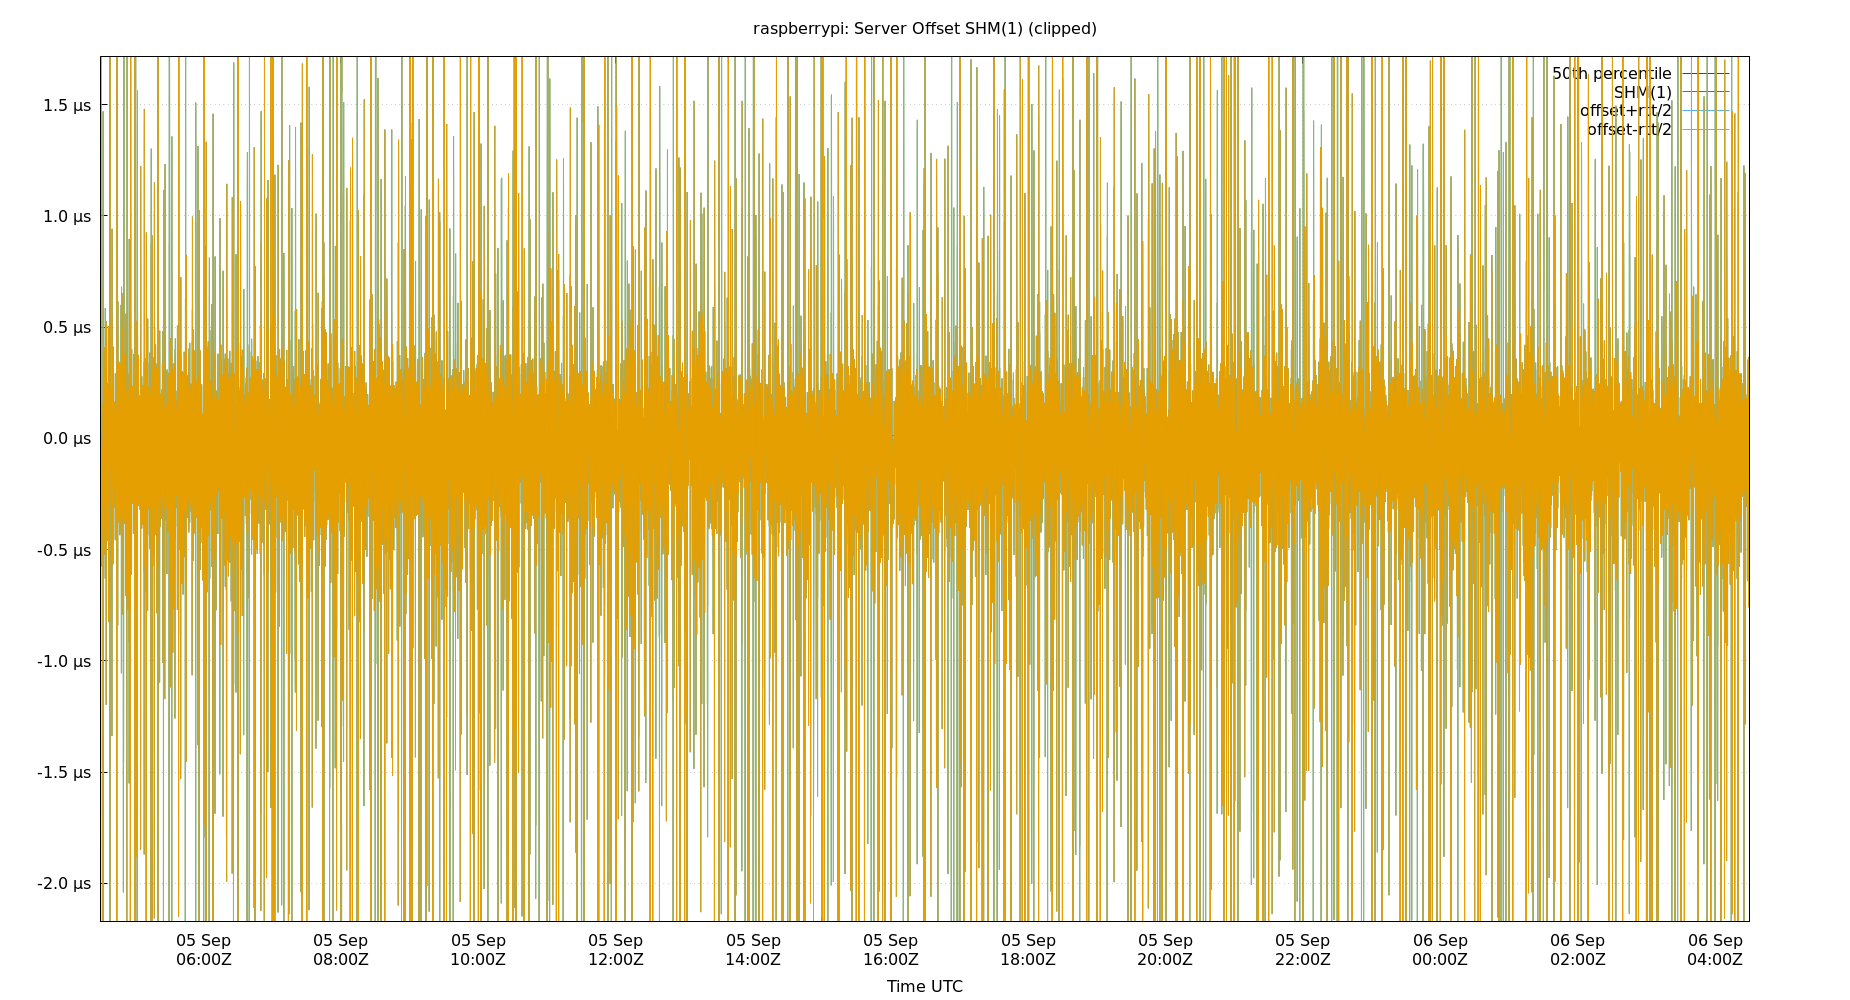 raspberrypi: Server Offset SHM(1) (clipped)
50th percentile
SHM(1)
offset+rtt/2
offset-rtt/2
1.5 µs
1.0 µs
0.5 µs
0.0 µs
-0.5 µs
-1.0 µs
-1.5 µs
-2.0 µs
05 Sep 05 Sep 05 Sep 05 Sep 05 Sep 05 Sep 05 Sep 05 Sep 05 Sep 06 Sep 06 Sep 06 Sep
06:00Z 08:00Z 10:00Z 12:00Z 14:00Z 16:00Z 18:00Z 20:00Z 22:00Z 00:00Z 02:00Z 04:00Z
Time UTC